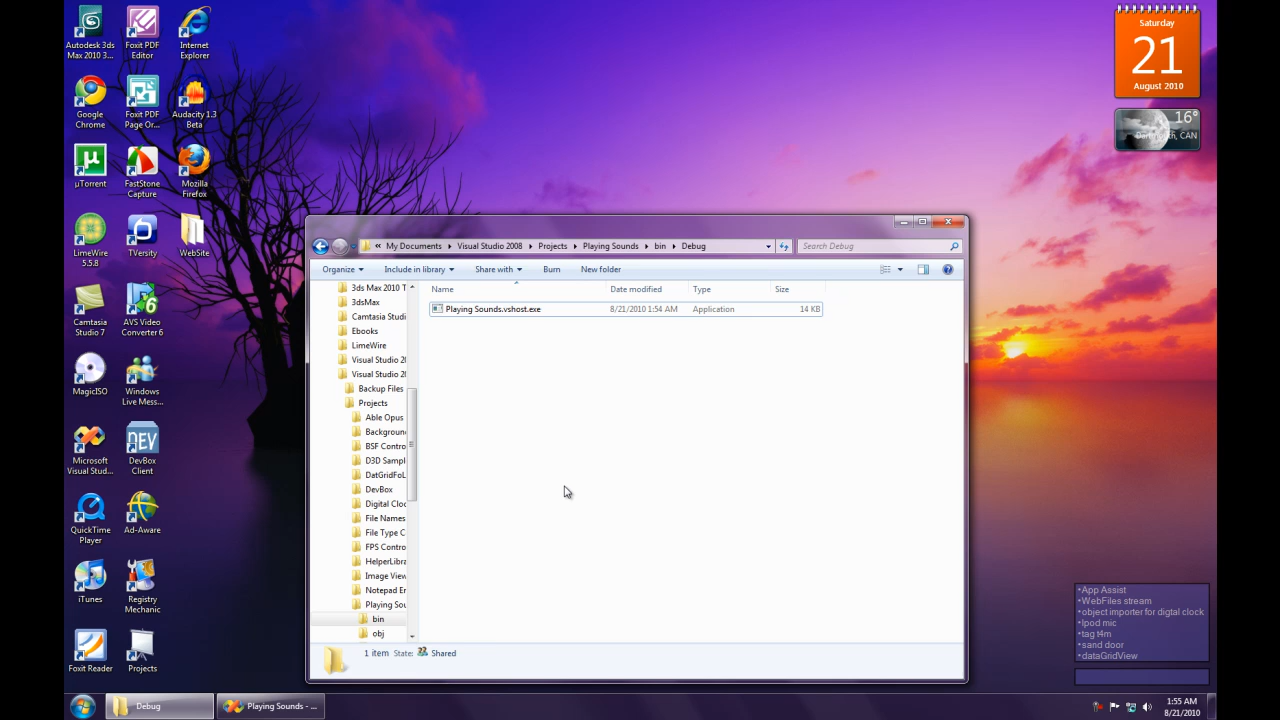 Autodesk 3ds
Max 2010 3...
Foxit PDF
Editor
Internet
Explorer
Google
Chrome
Foxit PDF
Page Or...
Audacity 1.3
Beta
µTorrent
FastStone
Capture
Mozilla
Firefox
LimeWire
5.5.8
TVersity
WebSite
Camtasia
Studio 7
AVS Video
Converter 6
MagicISO
Windows
Live Mess...
Microsoft
Visual Stud...
DEV
DevBox
Client
QuickTime
Player
Ad-Aware
iTunes
Registry
Mechanic
Foxit Reader
Projects
Saturday
21
August 2010
16°
Dartmouth, CAN
« My Documents Visual Studio 2008 Projects Playing Sounds bin Debug
Search Debug
Organize Include in library Share with Burn New folder
Name Date modified Type Size
Playing Sounds.vshost.exe 8/21/2010 1:54 AM Application 14 KB
3ds Max 2010 T
3dsMax
Camtasia Studi
Ebooks
LimeWire
Visual Studio 20
Visual Studio 20
Backup Files
Projects
Able Opus
Backgroun
BSF Contro
D3D Sampl
DatGridFoL
DevBox
Digital Cloc
File Names
File Type C
FPS Contro
HelperLibra
Image View
Notepad En
Playing Sou
bin
obj
1 item State: Shared
*App Assist
*WebFiles stream
*object importer for digtal clock
*Ipod mic
*tag t4m
*sand door
*dataGridView
Debug
Playing Sounds - ...
1:55 AM
8/21/2010